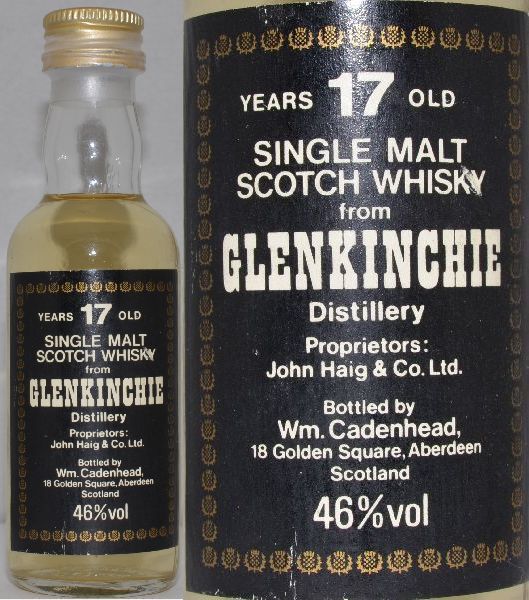 YEARS 17 OLD
SINGLE MALT
SCOTCH WHISKY
from
GLENKINCHIE
Distillery
Proprietors:
John Haig & Co. Ltd.
Bottled by
Wm. Cadenhead,
18 Golden Square, Aberdeen
Scotland
46%vol
YEARS 17 OLD
SINGLE MALT
SCOTCH WHISKY
from
GLENKINCHIE
Distillery
Proprietors:
John Haig & Co. Ltd.
Bottled by
Wm. Cadenhead,
18 Golden Square, Aberdeen
Scotland
46%vol